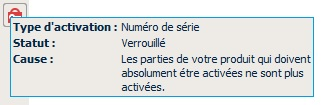 Type d'activation : Numéro de série
Statut : Verrouillé
Cause : Les parties de votre produit qui doivent
absolument étre activées ne sont plus
activées.